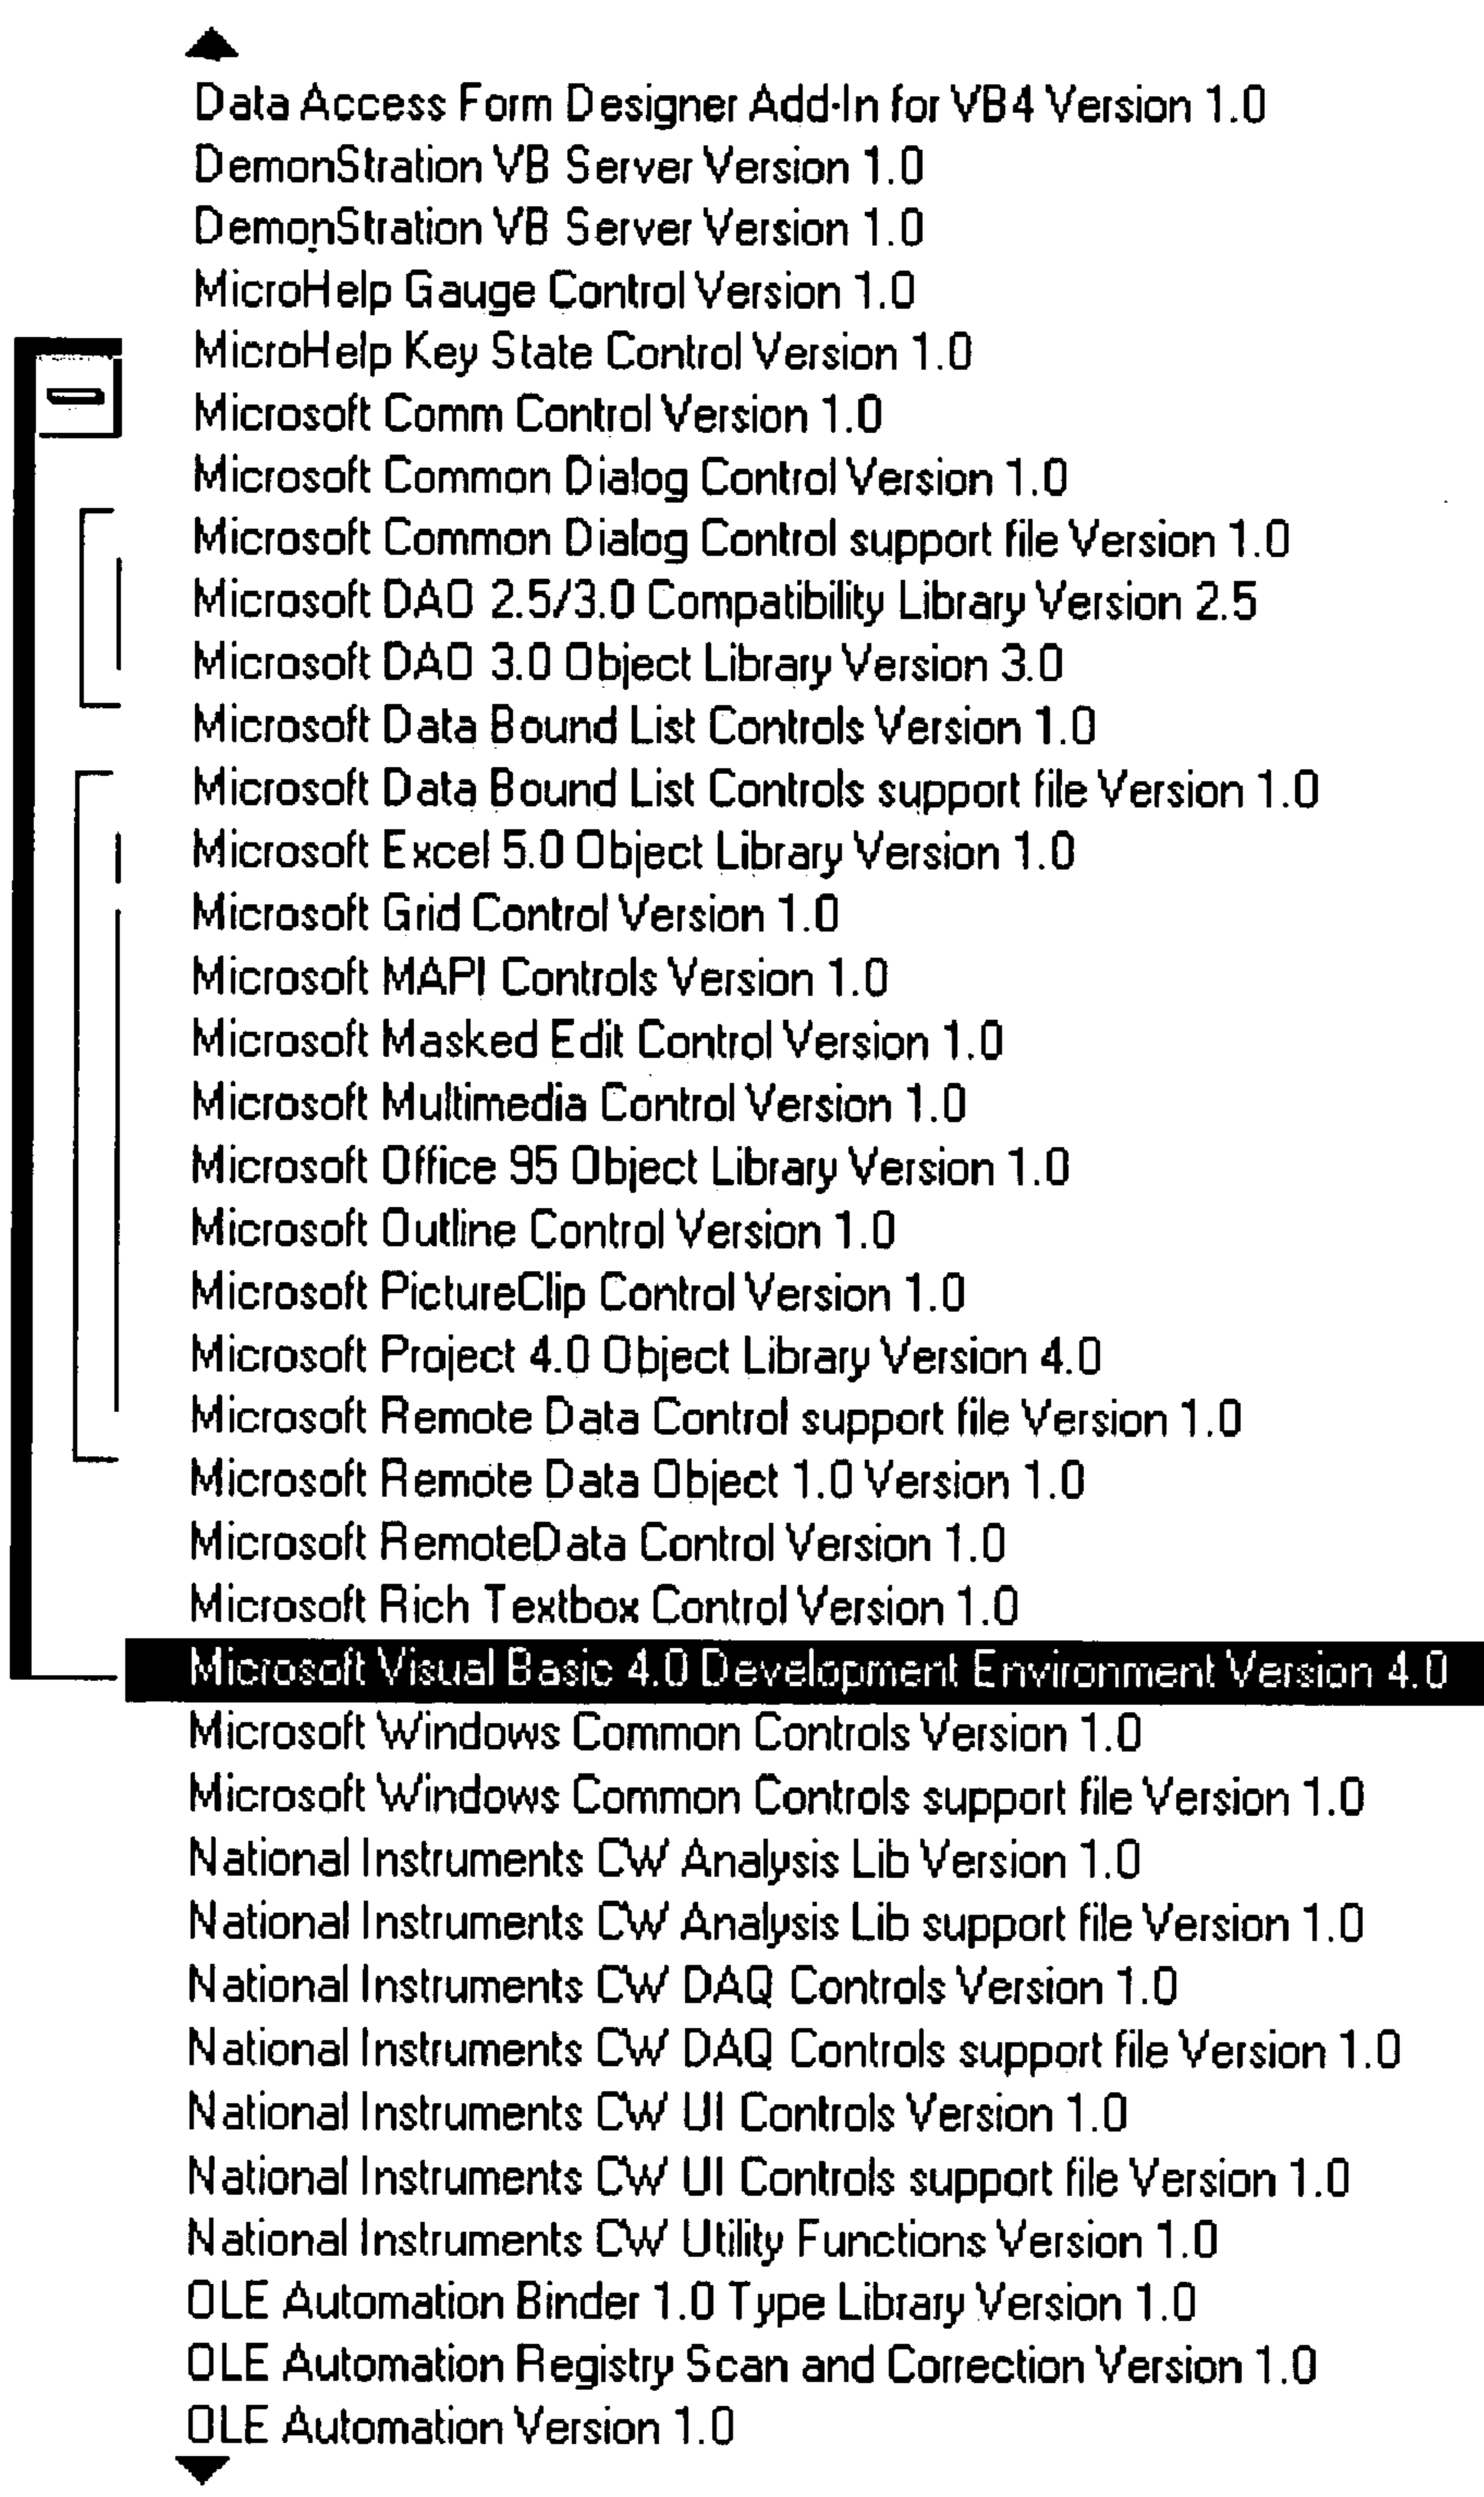 Data Access Form Designer Add-In for VB4 Version 1.0
DemonStration VB Server Version 1.0
DemonStration VB Server Version 1.0
MicroHelp Gauge Control Version 1.0
MicroHelp Key State Control Version 1.0
Microsoft Comm Control Version 1.0
Microsoft Common Dialog Control Version 1.0
Microsoft Common Dialog Control support file Version 1.0
Microsoft DAO 2.5/3.0 Compatibility Library Version 2.5
Microsoft DAO 3.0 Object Library Version 3.0
Microsoft Data Bound List Controls Version 1.0
Microsoft Data Bound List Controls support file Version 1.0
Microsoft Excel 5.0 Object Library Version 1.0
Microsoft Grid Control Version 1.0
Microsoft MAPI Controls Version 1.0
Microsoft Masked Edit Control Version 1.0
Microsoft Multimedia Control Version 1.0
Microsoft Office 95 Object Library Version 1.0
Microsoft Outline Control Version 1.0
Microsoft PictureClip Control Version 1.0
Microsoft Project 4.0 Object Library Version 4.0
Microsoft Remote Data Control support file Version 1.0
Microsoft Remote Data Object 1.0 Version 1.0
Microsoft RemoteData Control Version 1.0
Microsoft Rich Textbox Control Version 1.0
Microsoft Visual Basic 4.0 Development Environment Version 4.0
Microsoft Windows Common Controls Version 1.0
Microsoft Windows Common Controls support file Version 1.0
National Instruments CW Analysis Lib Version 1.0
National Instruments CW Analysis Lib support file Version 1.0
National Instruments CW DAQ Controls Version 1.0
National Instruments CW DAQ Controls support file Version 1.0
National Instruments CW UI Controls Version 1.0
National Instruments CW UI Controls support file Version 1.0
National Instruments CW Utility Functions Version 1.0
OLE Automation Binder 1.0 Type Library Version 1.0
OLE Automation Registry Scan and Correction Version 1.0
OLE Automation Version 1.0